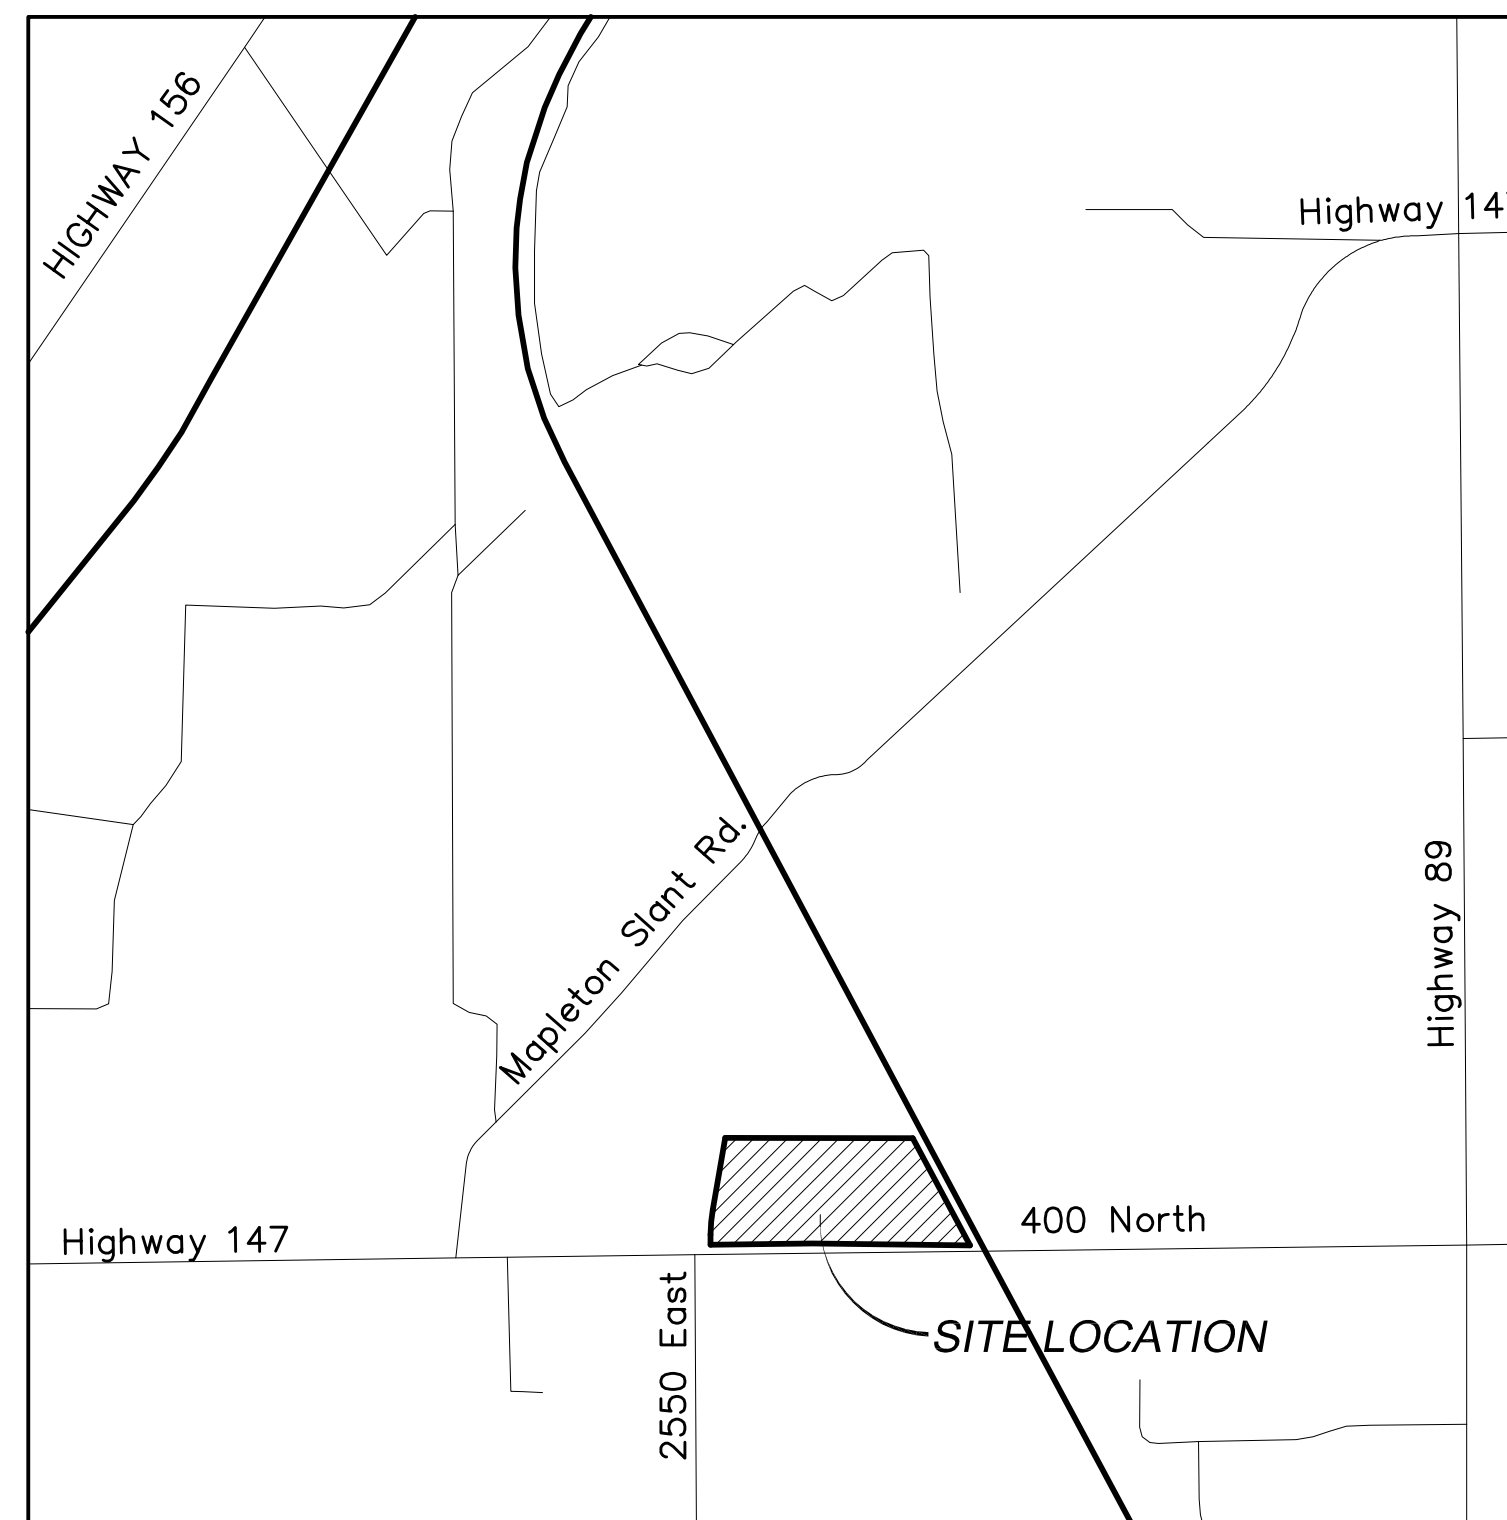 HIGHWAY 156
Highway 14
Mapleton Slant Rd.
Highway 89
400 North
Highway 147
2550 East
SITE LOCATION